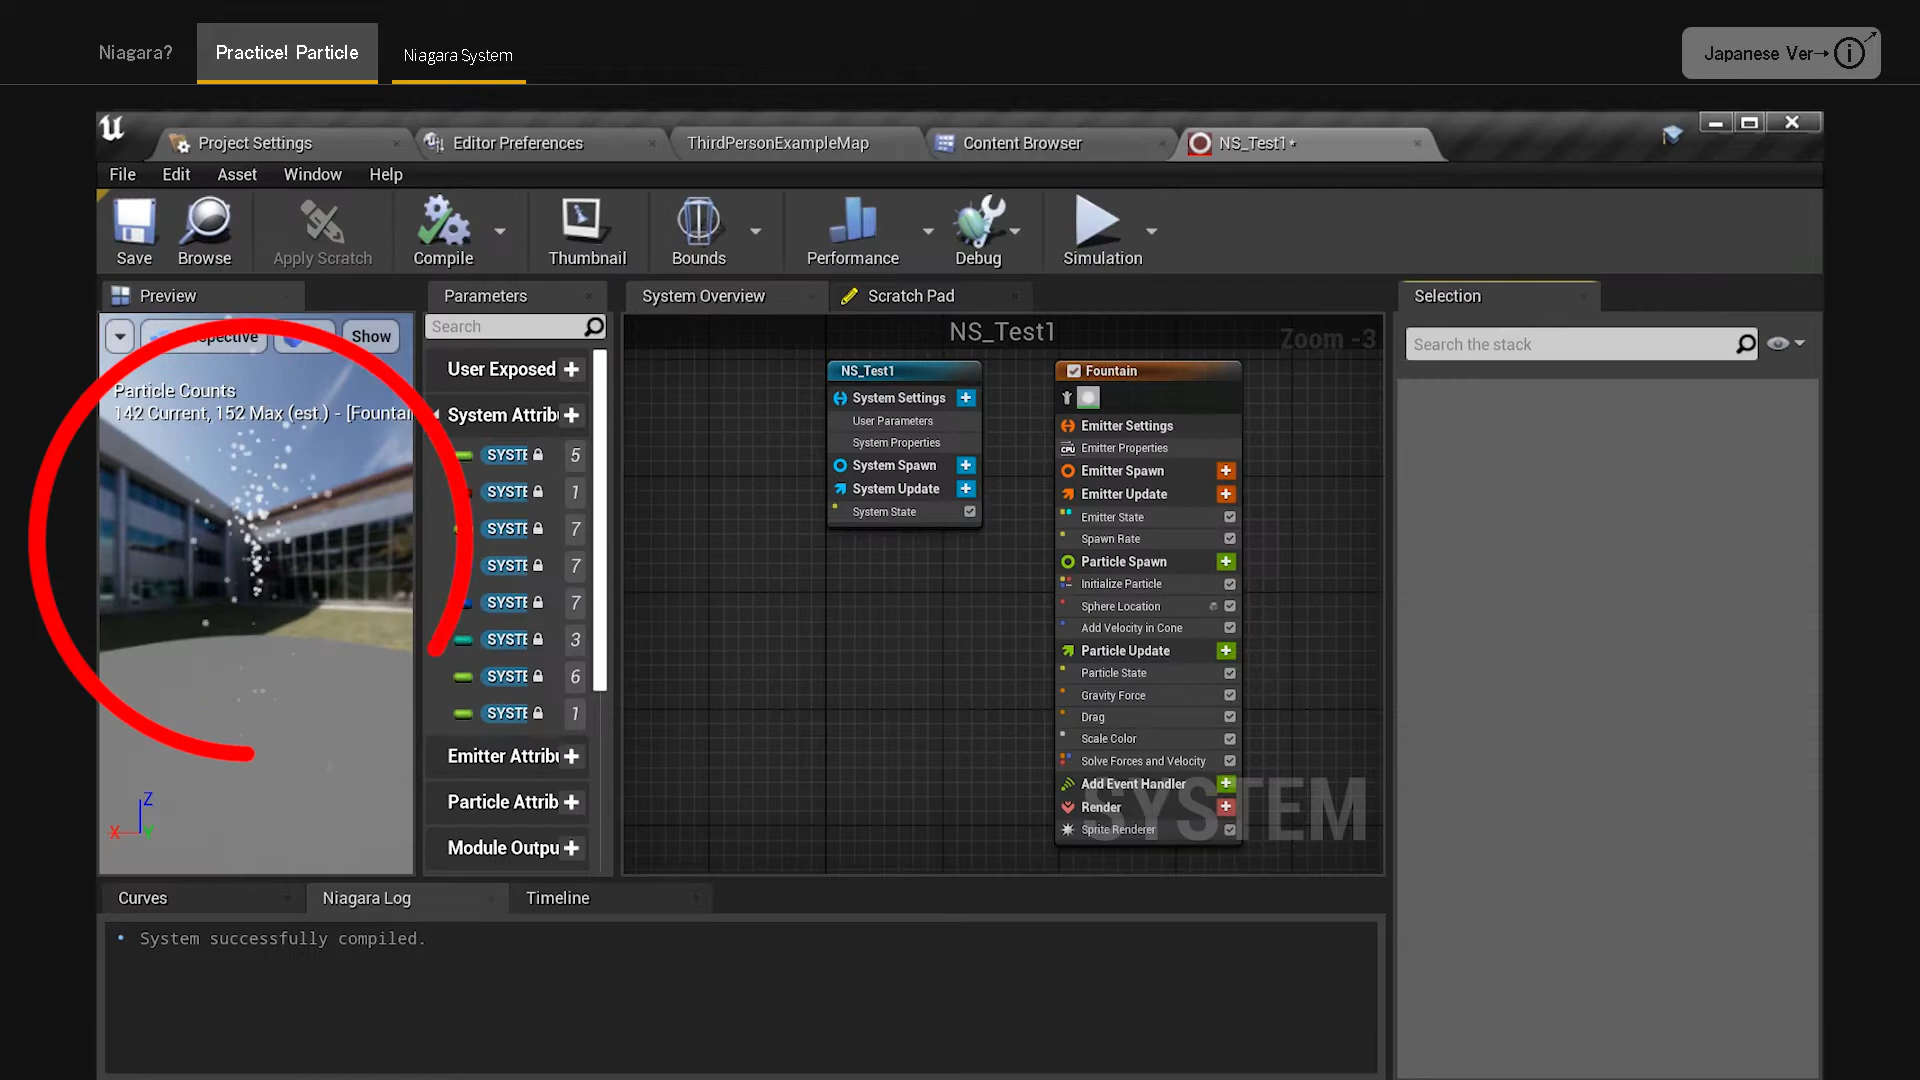 Niagara?
Practice! Particle
Niagara System
Japanese Ver→
Project Settings
Editor Preferences
ThirdPersonExampleMap
Content Browser
NS_Test1*
File
Edit
Asset
Window
Help
Save
Browse
Apply Scratch
Compile
Thumbnail
Bounds
Performance
Debug
Simulation
Preview
Show
Particle Counts
142 Current, 152 Max (est.) - [Fountai
Parameters
Search
User Exposed
System Attribu
SYSTE 5
SYSTE 1
SYSTE 7
SYSTE 7
SYSTE 7
SYSTE 3
SYSTE 6
SYSTE 1
Emitter Attribu
Particle Attrib
Module Outpu
System Overview
Scratch Pad
NS_Test1
Zoom -3
NS_Test1
System Settings
User Parameters
System Properties
System Spawn
System Update
System State
Fountain
Emitter Settings
CPU Emitter Properties
Emitter Spawn
Emitter Update
Emitter State
Spawn Rate
Particle Spawn
Initialize Particle
Sphere Location
Add Velocity in Cone
Particle Update
Particle State
Gravity Force
Drag
Scale Color
Solve Forces and Velocity
Add Event Handler
Render
Sprite Renderer
SYSTEM
Selection
Search the stack
Z
X
Y
Curves
Niagara Log
Timeline
System successfully compiled.